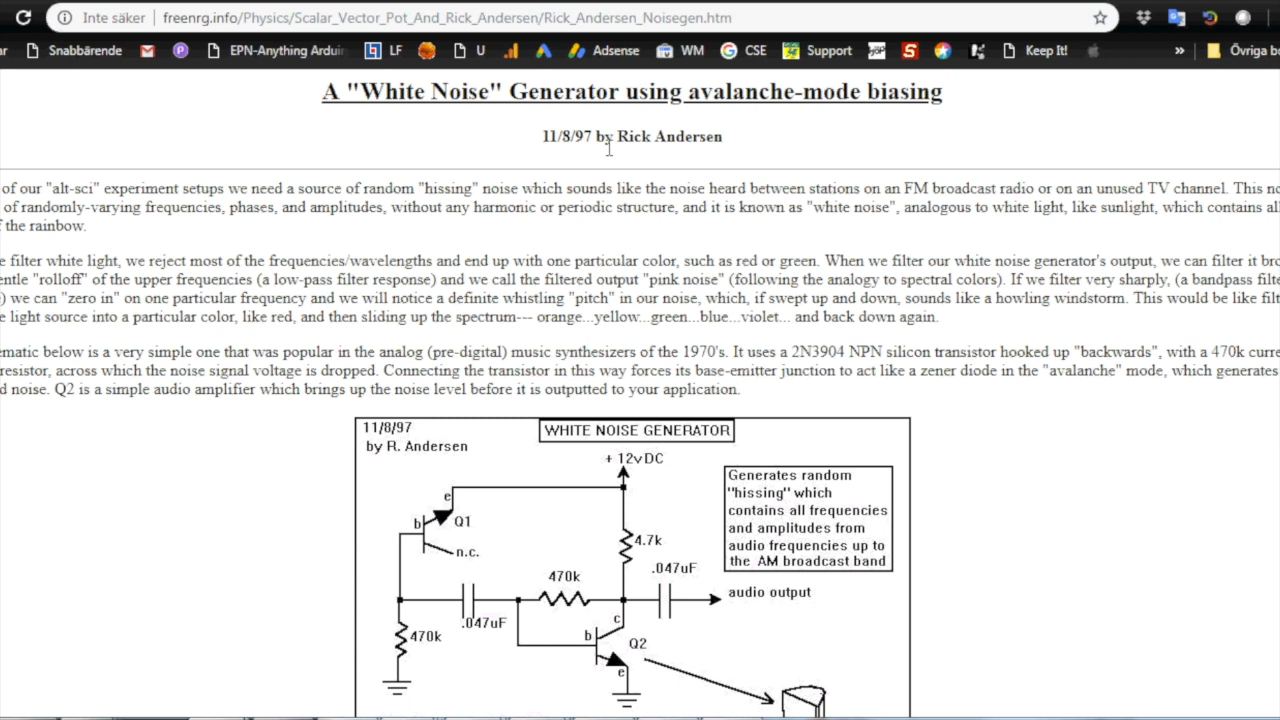 Inte säker
freenrg.info/Physics/Scalar_Vector_Pot_And_Rick_Andersen/Rick_Andersen_Noisegen.htm
ar Snabbärende P EPN-Anything Arduin LF U Adsense WM CSE Support S Keep It! » Övriga bo
A "White Noise" Generator using avalanche-mode biasing
11/8/97 by Rick Andersen
of our "alt-sci" experiment setups we need a source of random "hissing" noise which sounds like the noise heard between stations on an FM broadcast radio or on an unused TV channel. This no
of randomly-varying frequencies, phases, and amplitudes, without any harmonic or periodic structure, and it is known as "white noise", analogous to white light, like sunlight, which contains all
f the rainbow.
e filter white light, we reject most of the frequencies/wavelengths and end up with one particular color, such as red or green. When we filter our white noise generator's output, we can filter it bro
entle "rolloff" of the upper frequencies (a low-pass filter response) and we call the filtered output "pink noise" (following the analogy to spectral colors). If we filter very sharply, (a bandpass filte
) we can "zero in" on one particular frequency and we will notice a definite whistling "pitch" in our noise, which, if swept up and down, sounds like a howling windstorm. This would be like filt
e light source into a particular color, like red, and then sliding up the spectrum--- orange...yellow...green...blue...violet... and back down again.
ematic below is a very simple one that was popular in the analog (pre-digital) music synthesizers of the 1970's. It uses a 2N3904 NPN silicon transistor hooked up "backwards", with a 470k curre
resistor, across which the noise signal voltage is dropped. Connecting the transistor in this way forces its base-emitter junction to act like a zener diode in the "avalanche" mode, which generates
d noise. Q2 is a simple audio amplifier which brings up the noise level before it is outputted to your application.
11/8/97
by R. Andersen
WHITE NOISE GENERATOR
+ 12vDC
Generates random
"hissing" which
contains all frequencies
and amplitudes from
audio frequencies up to
the AM broadcast band
e
b
Q1
n.c.
4.7k
470k
.047uF
audio output
.047uF
470k
c
b
Q2
e